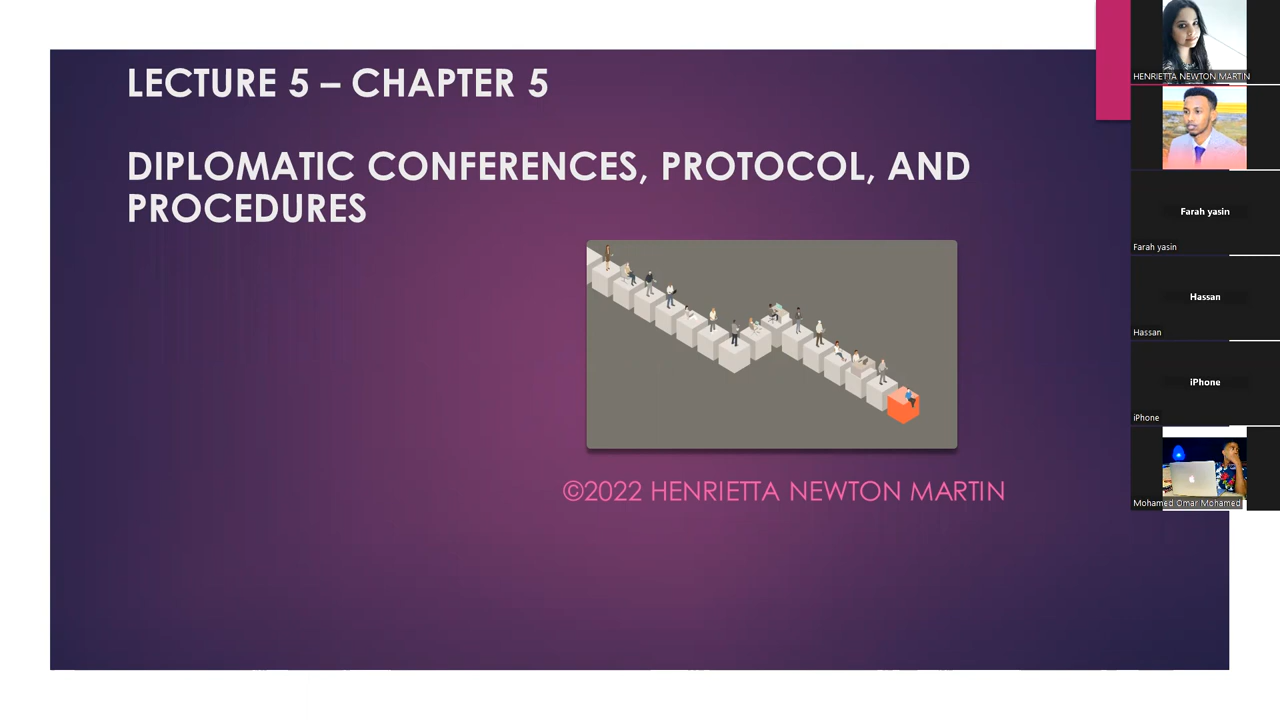 LECTURE 5 – CHAPTER 5
DIPLOMATIC CONFERENCES, PROTOCOL, AND
PROCEDURES
©2022 HENRIETTA NEWTON MARTIN
HENRIETTA NEWTON MARTIN
Farah yasin
Farah yasin
Hassan
Hassan
iPhone
iPhone
Mohamed Omar Mohamed